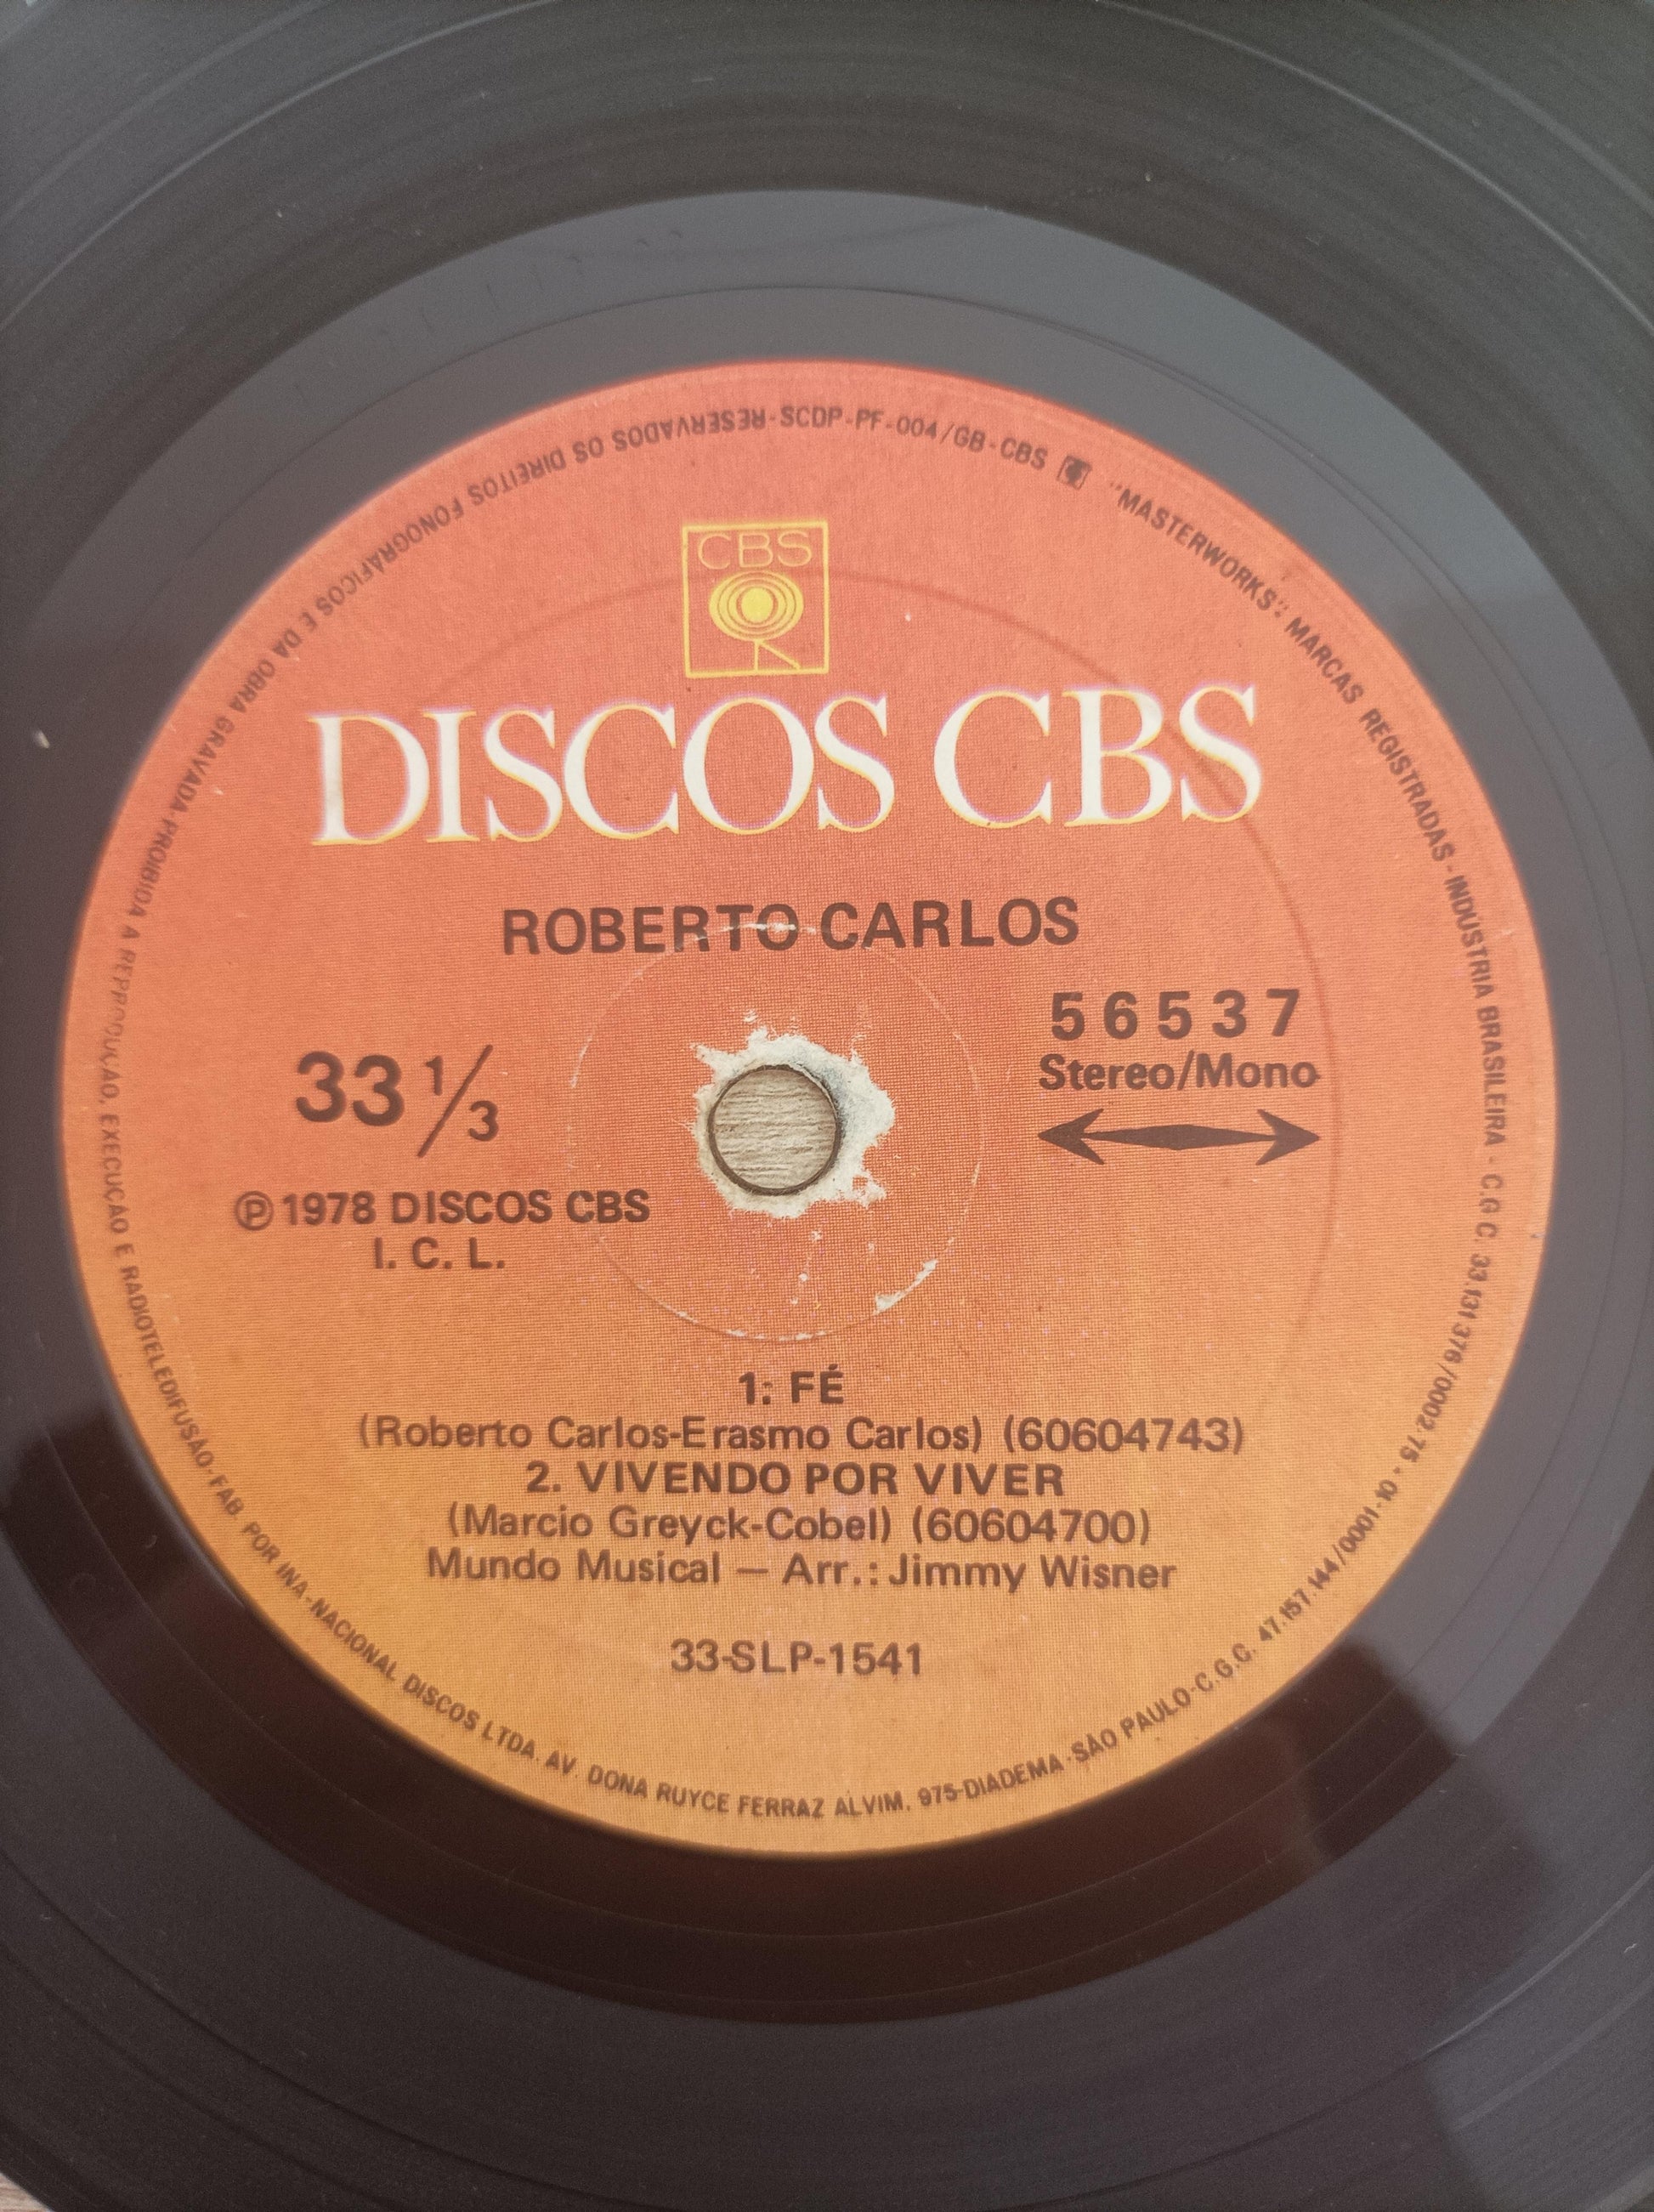 CBS
DISCOS CBS
ROBERTO CARLOS
33 1/3
℗ 1978 DISCOS CBS
I. C. L.
56537
Stereo/Mono
1: FÉ
(Roberto Carlos-Erasmo Carlos) (60604743)
2. VIVENDO POR VIVER
(Marcio Greyck-Cobel) (60604700)
Mundo Musical — Arr.: Jimmy Wisner
33-SLP-1541
SCDP-PF-004/GB-CBS "MASTERWORKS": MARCAS REGISTRADAS - INDÚSTRIA BRASILEIRA - C.G.C. 33.131.376/0002-75 - RESERVADOS OS DIREITOS FONOGRÁFICOS E DA OBRA GRAVADA-PROIBIDA A REPRODUÇÃO, EXECUÇÃO E RADIOTELEDIFUSÃO-FAB. POR INA-NACIONAL DISCOS LTDA. AV. DONA RUYCE FERRAZ ALVIM, 975-DIADEMA-SÃO PAULO-C.G.C. 47.157.144/0001-10